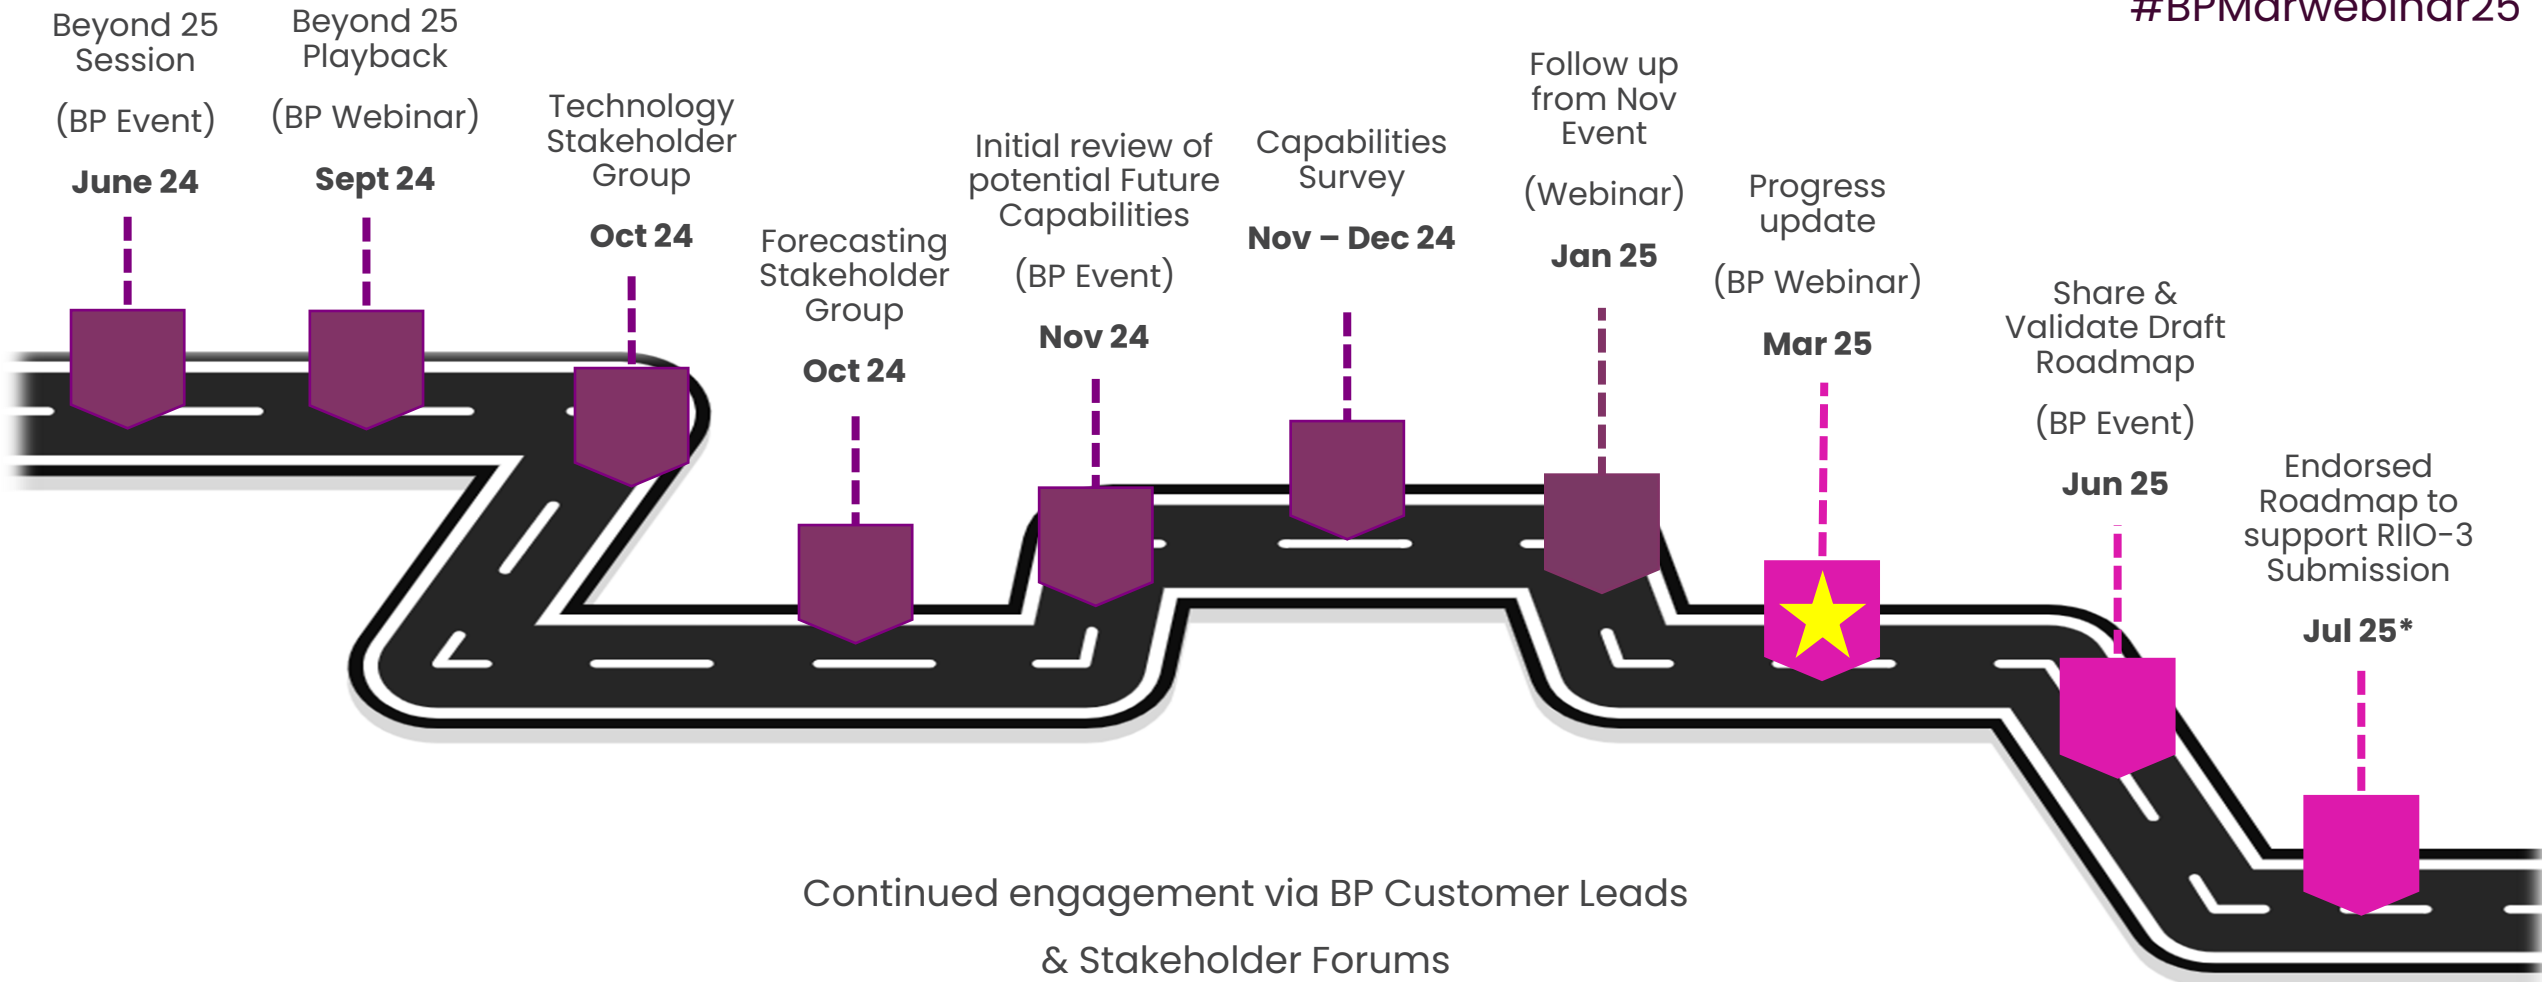 #BPMarwebinar25
Beyond 25
Session
(BP Event)
June 24
Beyond 25
Playback
(BP Webinar)
Sept 24
Technology
Stakeholder
Group
Oct 24
Forecasting
Stakeholder
Group
Oct 24
Initial review of
potential Future
Capabilities
(BP Event)
Nov 24
Capabilities
Survey
Nov – Dec 24
Follow up
from Nov
Event
(Webinar)
Jan 25
Progress
update
(BP Webinar)
Mar 25
Share &
Validate Draft
Roadmap
(BP Event)
Jun 25
Endorsed
Roadmap to
support RIIO-3
Submission
Jul 25*
Continued engagement via BP Customer Leads
& Stakeholder Forums